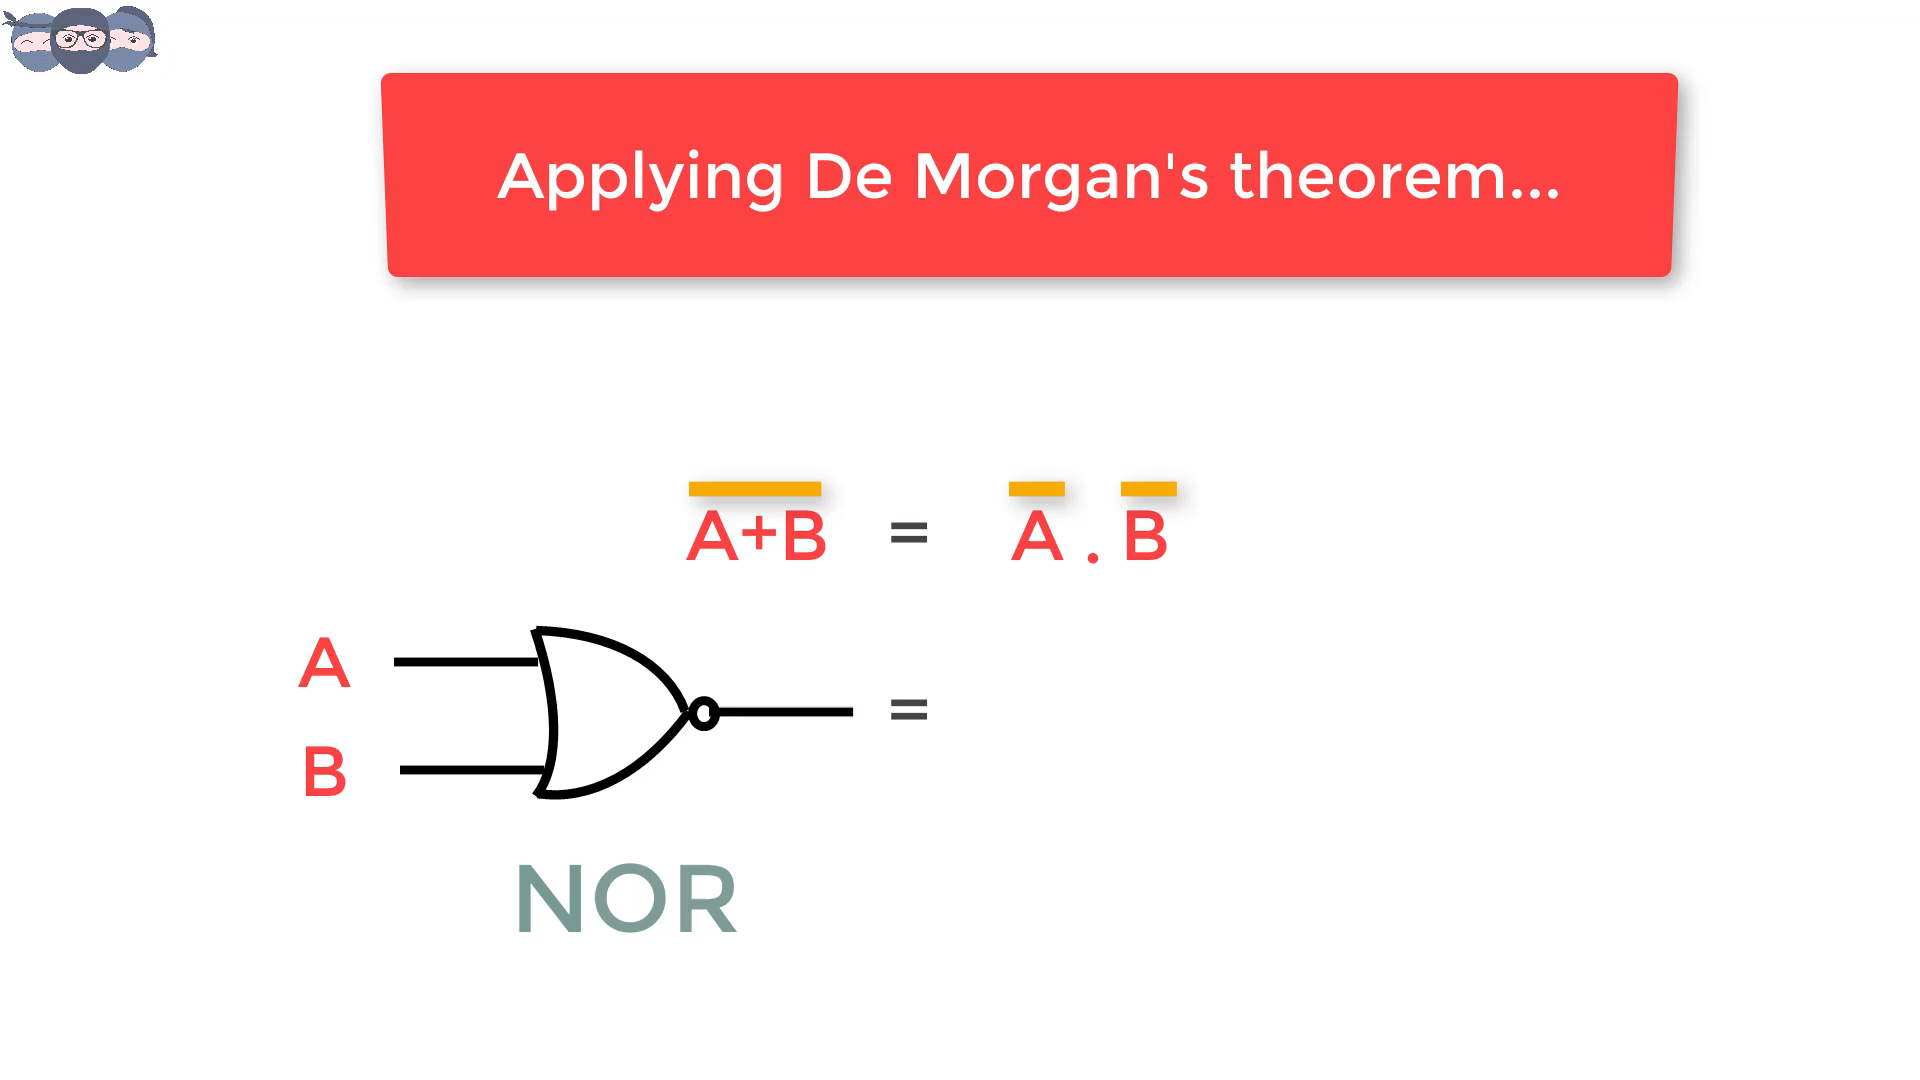 Applying De Morgan's theorem...
A+B = A . B
A
=
B
NOR